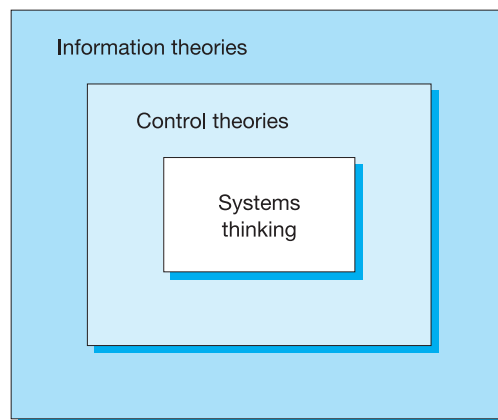 Information theories
Control theories
Systems
thinking